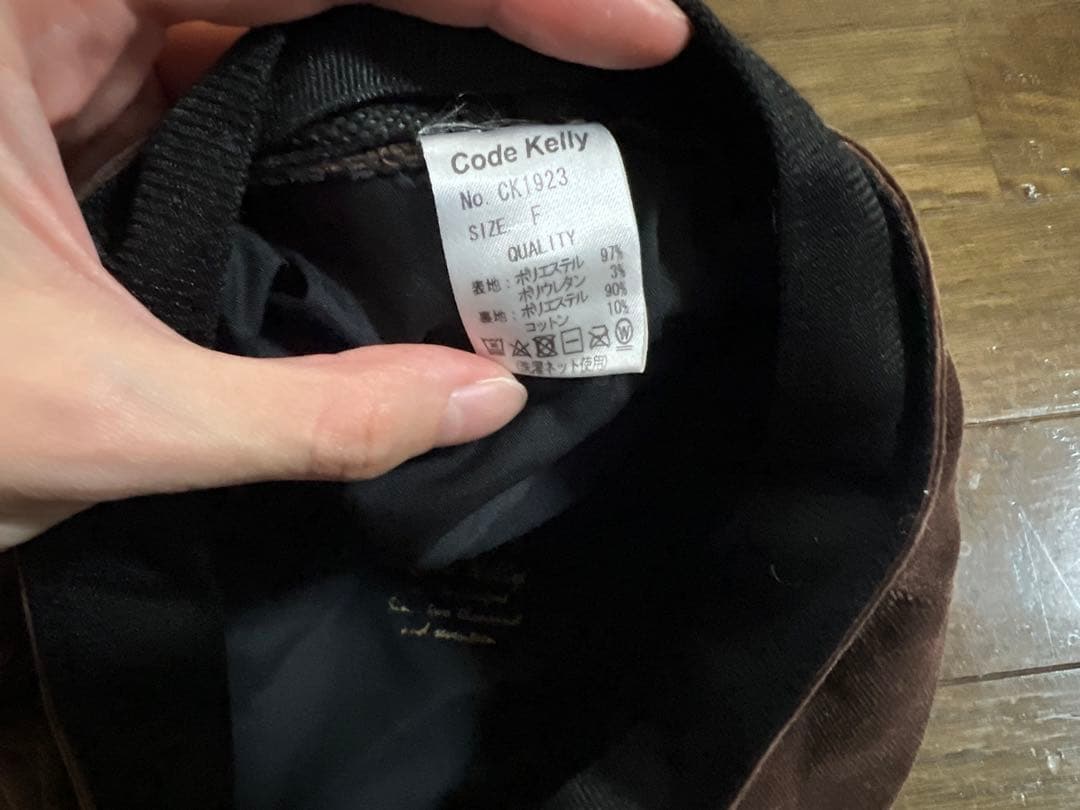 Code Kelly
No. CK1923
SIZE F
QUALITY
表地:ポリエステル 97%
ポリウレタン 3%
裏地:ポリエステル 90%
コットン 10%
W
(洗濯ネット使用)
and seventeen